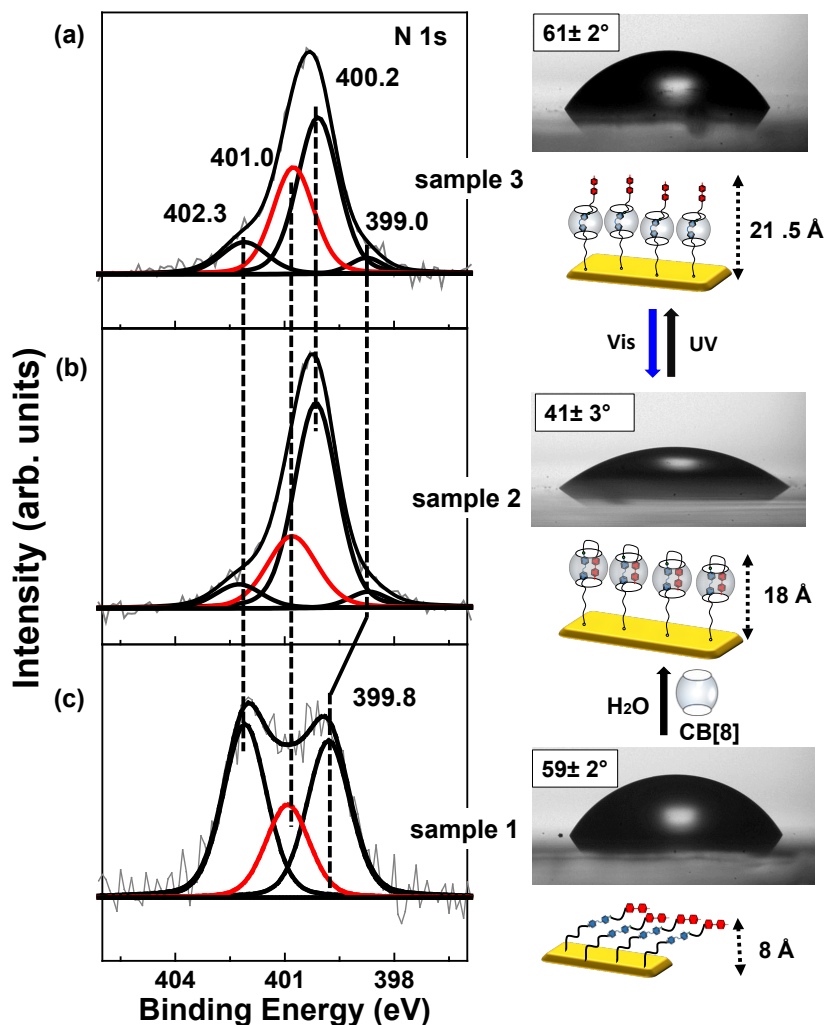 (a)
N 1s
400.2
401.0
402.3
399.0
sample 3
61± 2°
21 .5 Å
Vis
UV
(b)
sample 2
41± 3°
18 Å
H2O
CB[8]
(c)
399.8
sample 1
59± 2°
8 Å
Intensity (arb. units)
404
401
398
Binding Energy (eV)